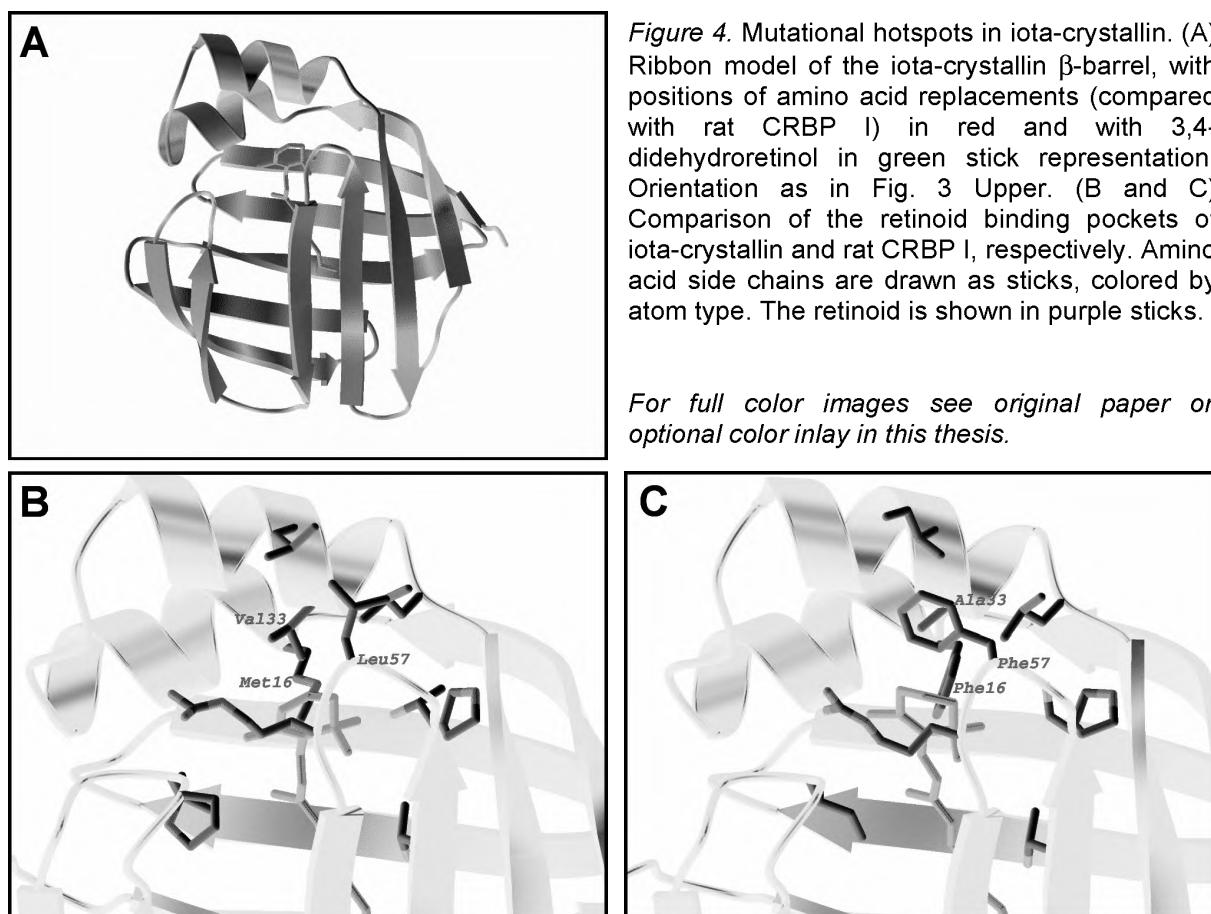 A
Figure 4. Mutational hotspots in iota-crystallin. (A)
Ribbon model of the iota-crystallin β-barrel, with
positions of amino acid replacements (compared
with rat CRBP I) in red and with 3,4-
didehydroretinol in green stick representation
Orientation as in Fig. 3 Upper. (B and C)
Comparison of the retinoid binding pockets of
iota-crystallin and rat CRBP I, respectively. Amino
acid side chains are drawn as sticks, colored by
atom type. The retinoid is shown in purple sticks.
For full color images see original paper or
optional color inlay in this thesis.
B
Val33
Leu57
Met16
C
Ala33
Phe57
Phe16